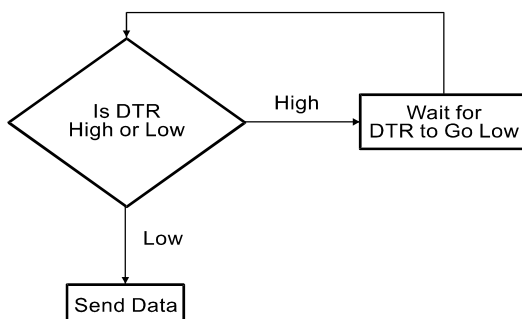 Is DTR
High or Low
High
Wait for
DTR to Go Low
Low
Send Data